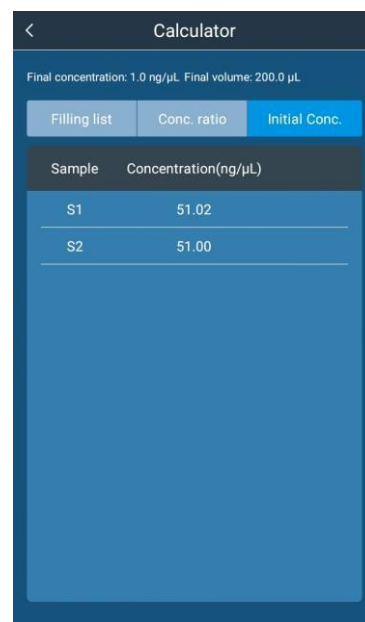 Calculator
Final concentration: 1.0 ng/μL Final volume: 200.0 μL
Filling list Conc. ratio Initial Conc.
Sample Concentration(ng/μL)
S1 51.02
S2 51.00